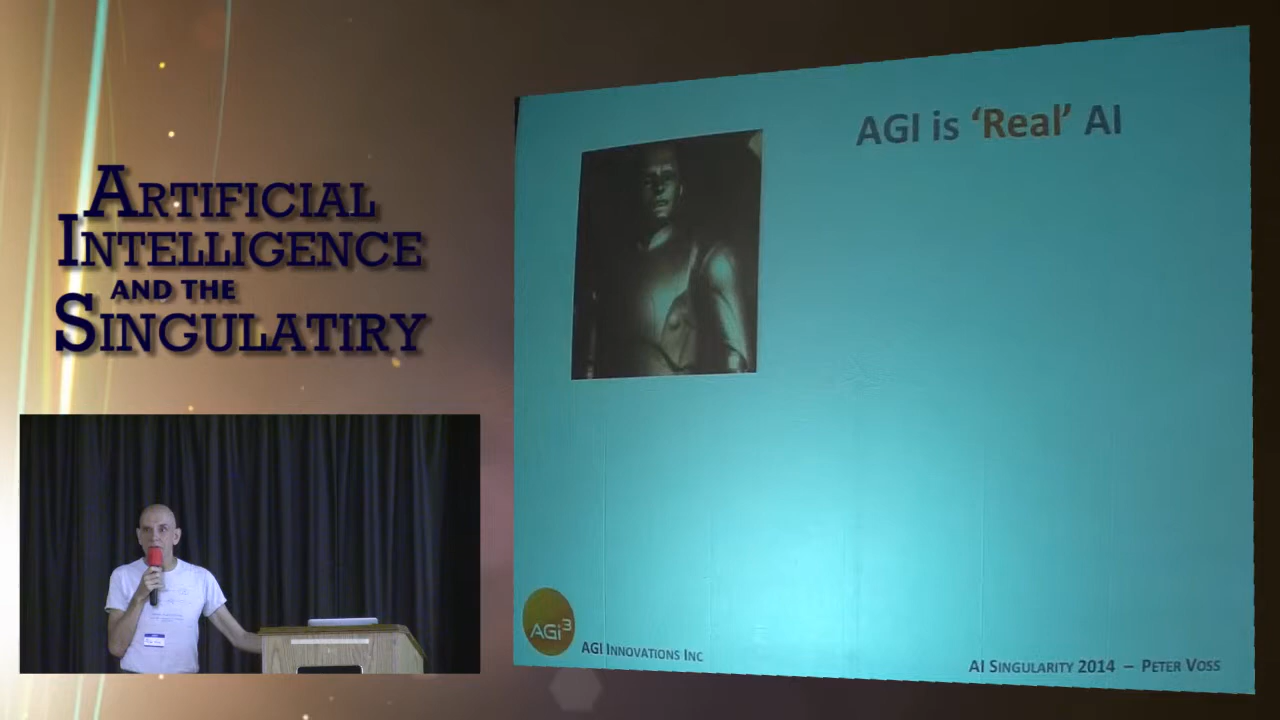 ARTIFICIAL
INTELLIGENCE
AND THE
SINGULATIRY
AGI is ‘Real’ AI
AGi3
AGI INNOVATIONS INC
AI SINGULARITY 2014 – PETER VOSS